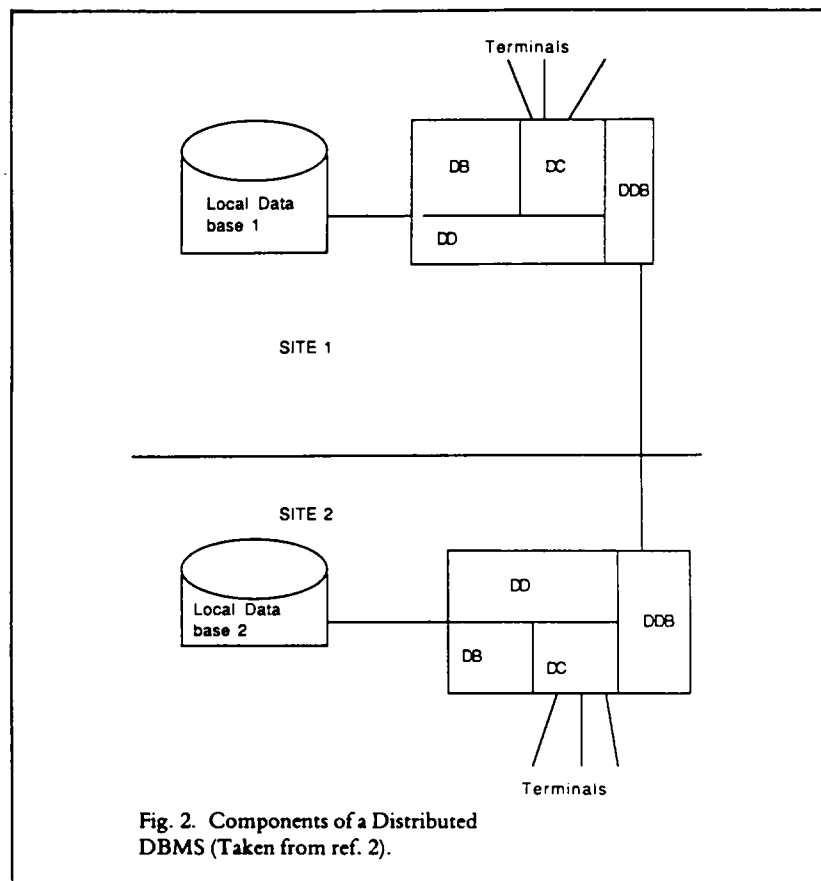 Terminals
DB
DC
DDB
Local Data
base 1
DD
SITE 1
SITE 2
DD
Local Data
base 2
DDB
DB
DC
Terminals
Fig. 2. Components of a Distributed
DBMS (Taken from ref. 2).